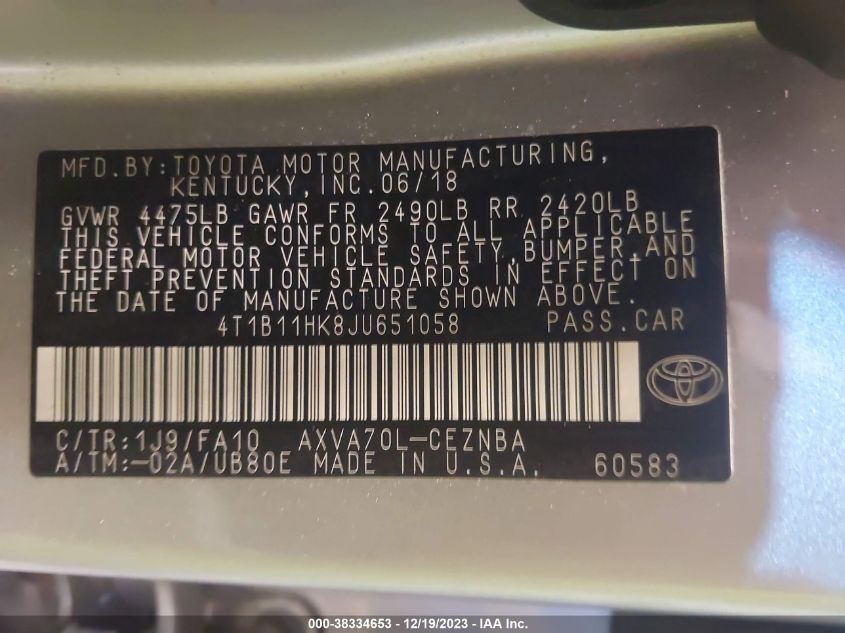 MFD.BY:TOYOTA MOTOR MANUFACTURING,
KENTUCKY,INC.06/18
GVWR 4475LB GAWR FR 2490LB RR 2420LB
THIS VEHICLE CONFORMS TO ALL APPLICABLE
FEDERAL MOTOR VEHICLE SAFETY,BUMPER,AND
THEFT PREVENTION STANDARDS IN EFFECT ON
THE DATE OF MANUFACTURE SHOWN ABOVE.
4T1B11HK8JU651058 PASS.CAR
C/TR:1J9/FA10 AXVA70L-CEZNBA
A/TM:-02A/UB80E MADE IN U.S.A. 60583
000-38334653 - 12/19/2023 - IAA Inc.